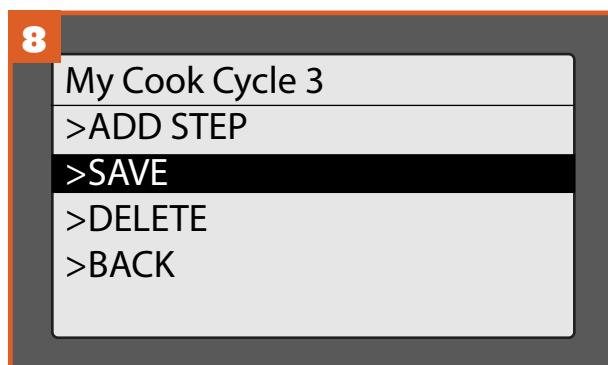 8
My Cook Cycle 3
>ADD STEP
>SAVE
>DELETE
>BACK